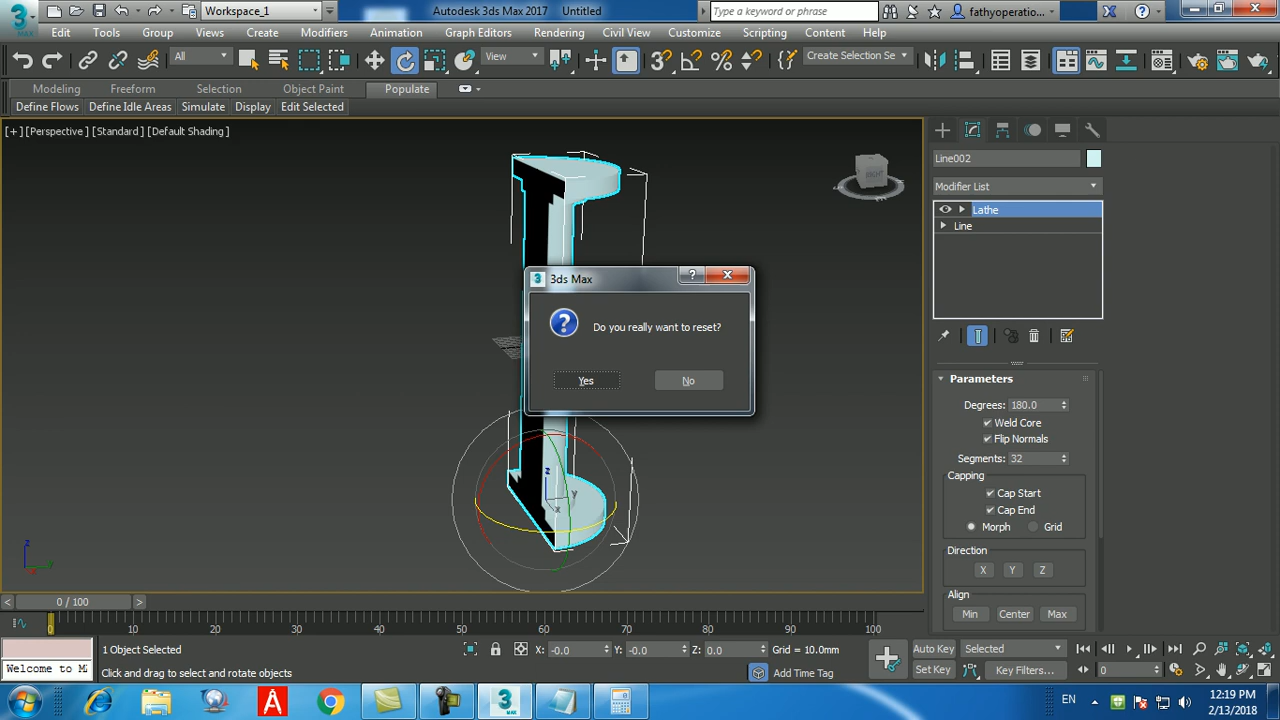 Workspace_1
Autodesk 3ds Max 2017
Untitled
Type a keyword or phrase
fathyoperatio...
MAX
Edit
Tools
Group
Views
Create
Modifiers
Animation
Graph Editors
Rendering
Civil View
Customize
Scripting
Content
Help
All
View
Create Selection Se
Modeling
Freeform
Selection
Object Paint
Populate
Define Flows
Define Idle Areas
Simulate
Display
Edit Selected
[+] [Perspective] [Standard] [Default Shading]
RIGHT
Line002
Modifier List
Lathe
Line
3ds Max
Do you really want to reset?
Yes
No
Parameters
Degrees: 180.0
Weld Core
Flip Normals
Segments: 32
Capping
Cap Start
Cap End
Morph
Grid
Direction
X
Y
Z
Align
Min
Center
Max
z
y
x
z
0 / 100
0
10
20
30
40
50
60
70
80
90
100
1 Object Selected
X: -0.0
Y: -0.0
Z: 0.0
Grid = 10.0mm
Auto Key
Selected
Welcome to M
Click and drag to select and rotate objects
Add Time Tag
Set Key
Key Filters...
0
EN
12:19 PM
2/13/2018